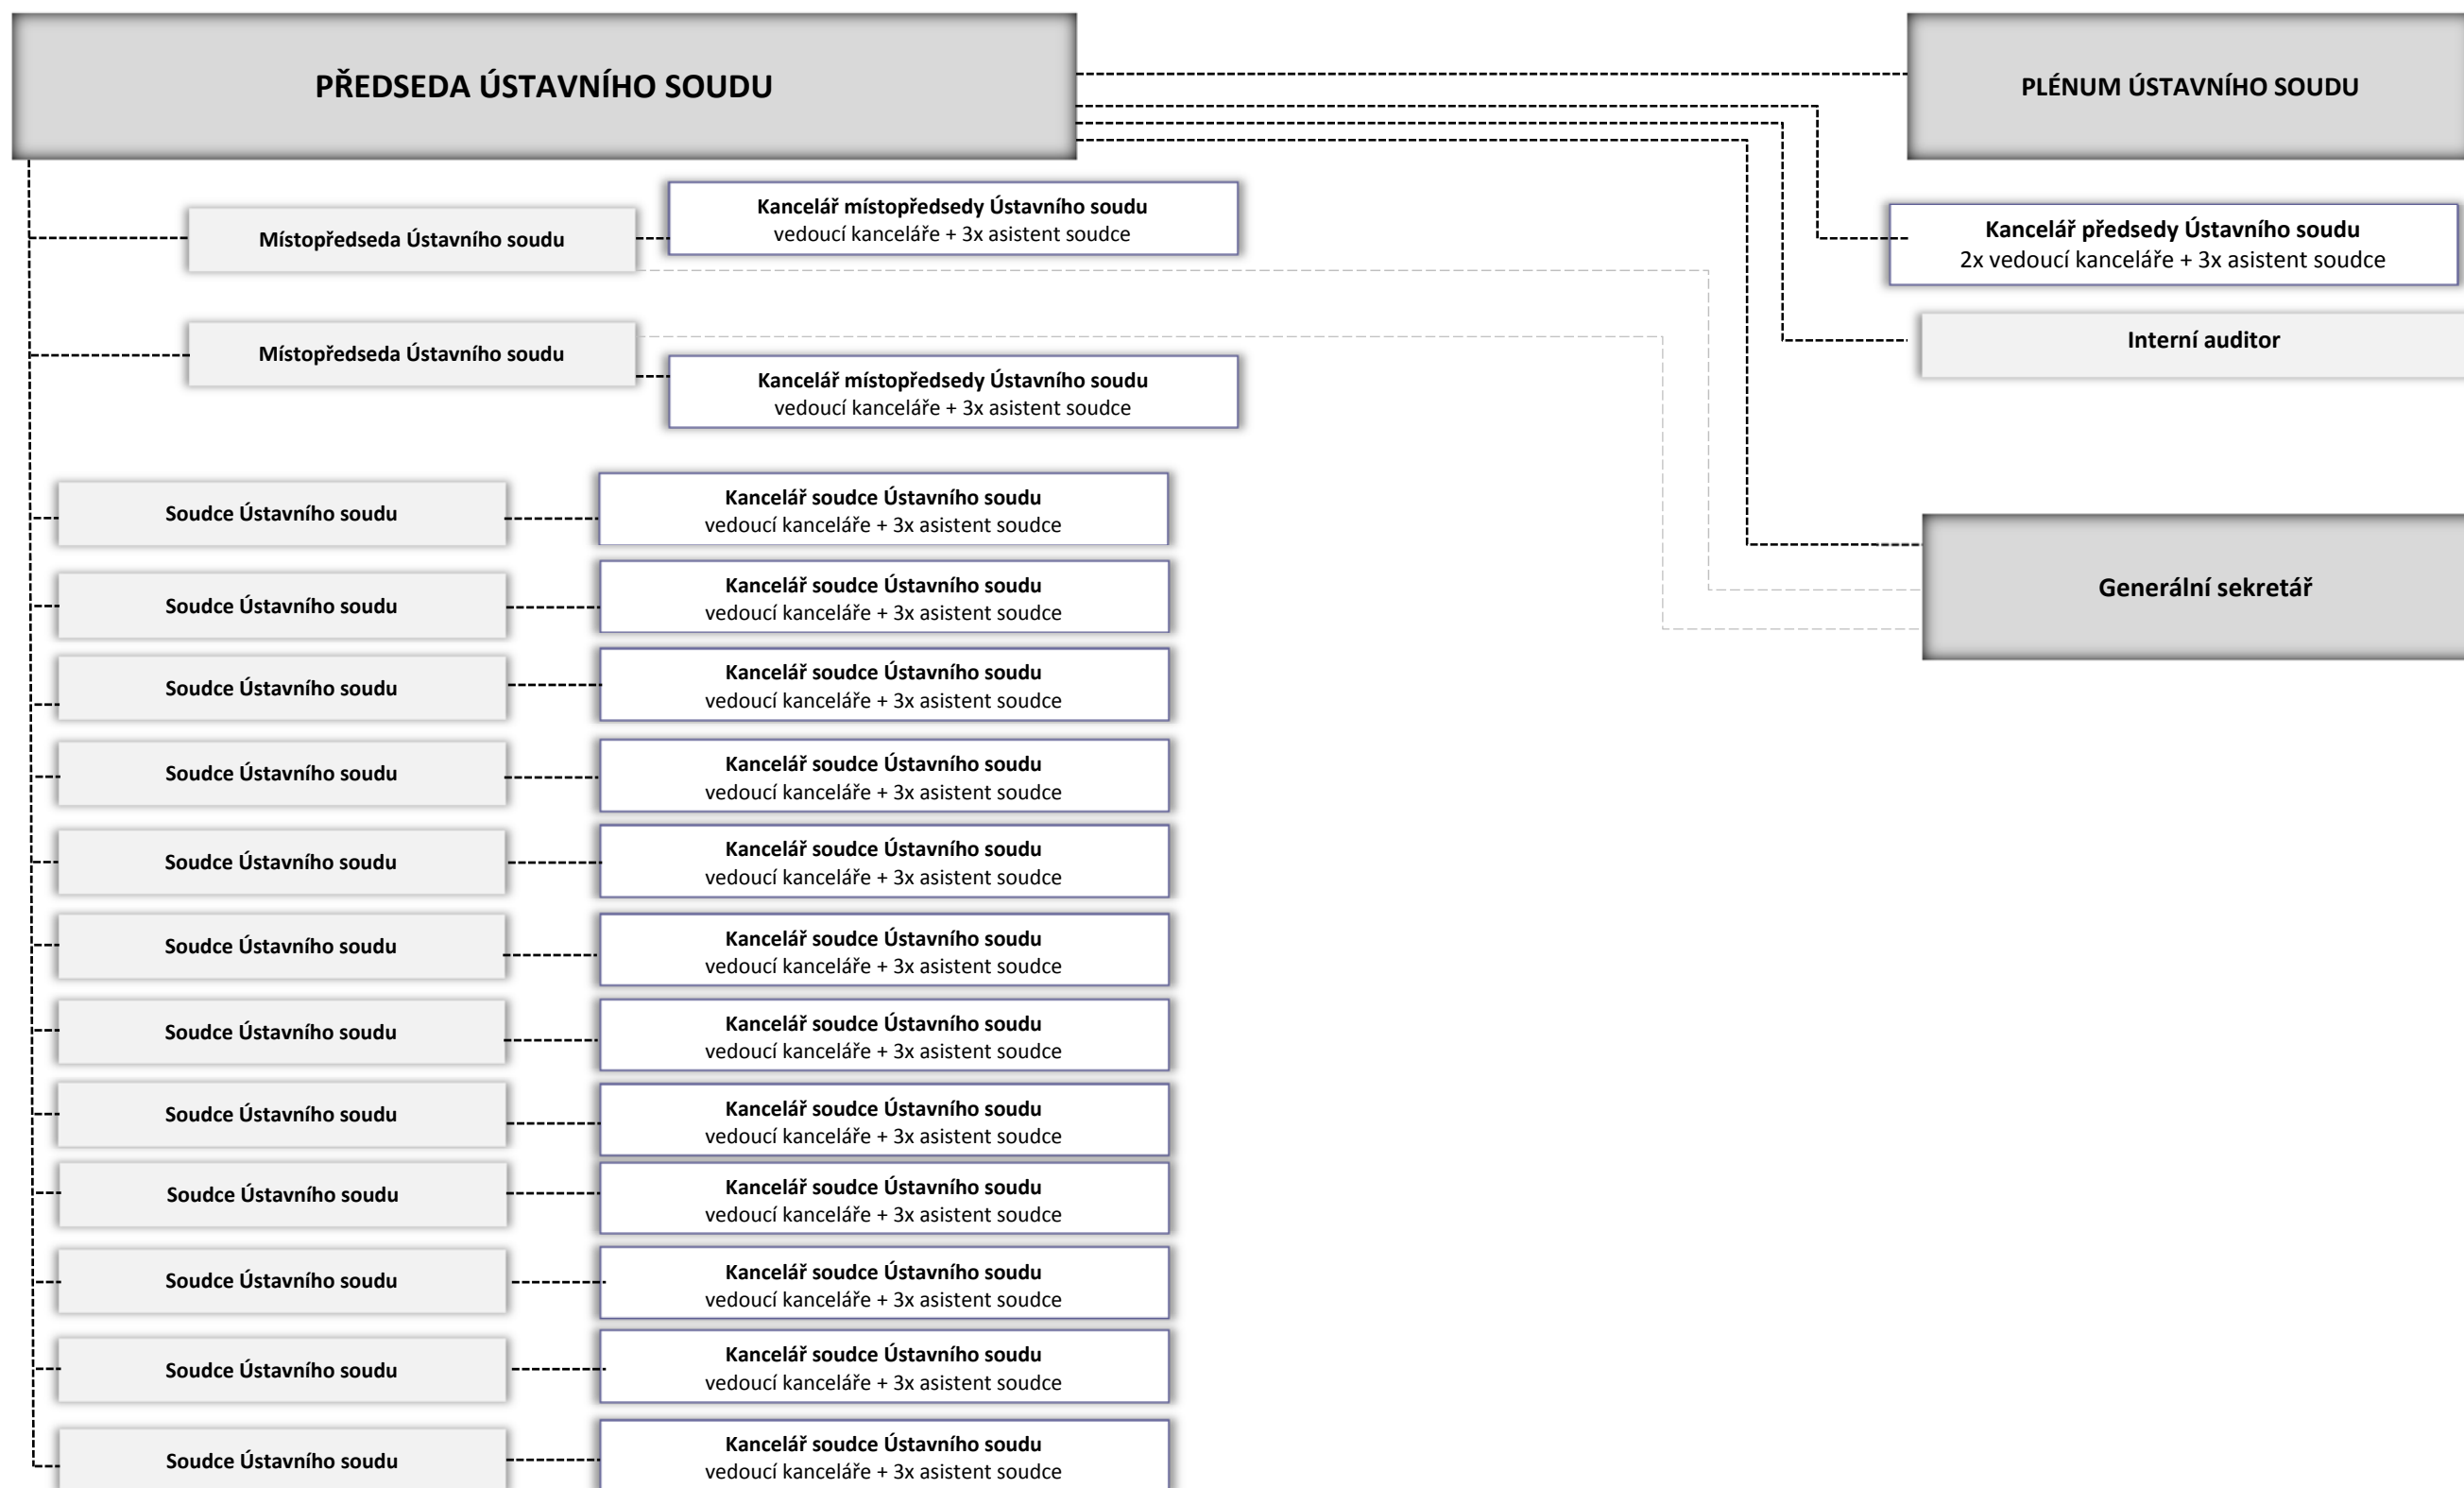 PŘEDSEDA ÚSTAVNÍHO SOUDU
PLÉNUM ÚSTAVNÍHO SOUDU
Místopředseda Ústavního soudu
Kancelář místopředsedy Ústavního soudu
vedoucí kanceláře + 3x asistent soudce
Kancelář předsedy Ústavního soudu
2x vedoucí kanceláře + 3x asistent soudce
Místopředseda Ústavního soudu
Kancelář místopředsedy Ústavního soudu
vedoucí kanceláře + 3x asistent soudce
Interní auditor
Soudce Ústavního soudu
Kancelář soudce Ústavního soudu
vedoucí kanceláře + 3x asistent soudce
Generální sekretář
Soudce Ústavního soudu
Kancelář soudce Ústavního soudu
vedoucí kanceláře + 3x asistent soudce
Soudce Ústavního soudu
Kancelář soudce Ústavního soudu
vedoucí kanceláře + 3x asistent soudce
Soudce Ústavního soudu
Kancelář soudce Ústavního soudu
vedoucí kanceláře + 3x asistent soudce
Soudce Ústavního soudu
Kancelář soudce Ústavního soudu
vedoucí kanceláře + 3x asistent soudce
Soudce Ústavního soudu
Kancelář soudce Ústavního soudu
vedoucí kanceláře + 3x asistent soudce
Soudce Ústavního soudu
Kancelář soudce Ústavního soudu
vedoucí kanceláře + 3x asistent soudce
Soudce Ústavního soudu
Kancelář soudce Ústavního soudu
vedoucí kanceláře + 3x asistent soudce
Soudce Ústavního soudu
Kancelář soudce Ústavního soudu
vedoucí kanceláře + 3x asistent soudce
Soudce Ústavního soudu
Kancelář soudce Ústavního soudu
vedoucí kanceláře + 3x asistent soudce
Soudce Ústavního soudu
Kancelář soudce Ústavního soudu
vedoucí kanceláře + 3x asistent soudce
Soudce Ústavního soudu
Kancelář soudce Ústavního soudu
vedoucí kanceláře + 3x asistent soudce